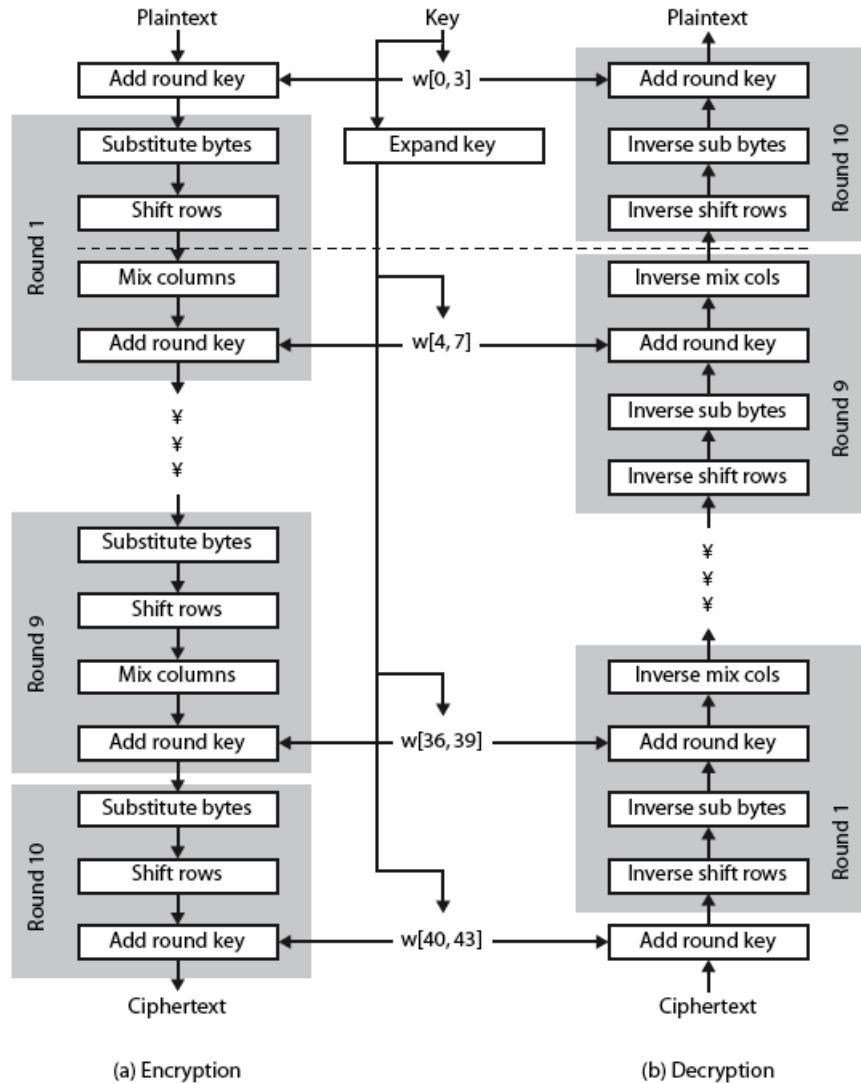 Plaintext
Add round key
Round 1
Substitute bytes
Shift rows
Mix columns
Add round key
¥
¥
¥
Round 9
Substitute bytes
Shift rows
Mix columns
Add round key
Round 10
Substitute bytes
Shift rows
Add round key
Ciphertext
(a) Encryption
Key
w[0, 3]
Expand key
w[4, 7]
w[36, 39]
w[40, 43]
Plaintext
Add round key
Inverse sub bytes
Inverse shift rows
Round 10
Inverse mix cols
Add round key
Inverse sub bytes
Inverse shift rows
Round 9
¥
¥
¥
Inverse mix cols
Add round key
Inverse sub bytes
Inverse shift rows
Round 1
Add round key
Ciphertext
(b) Decryption